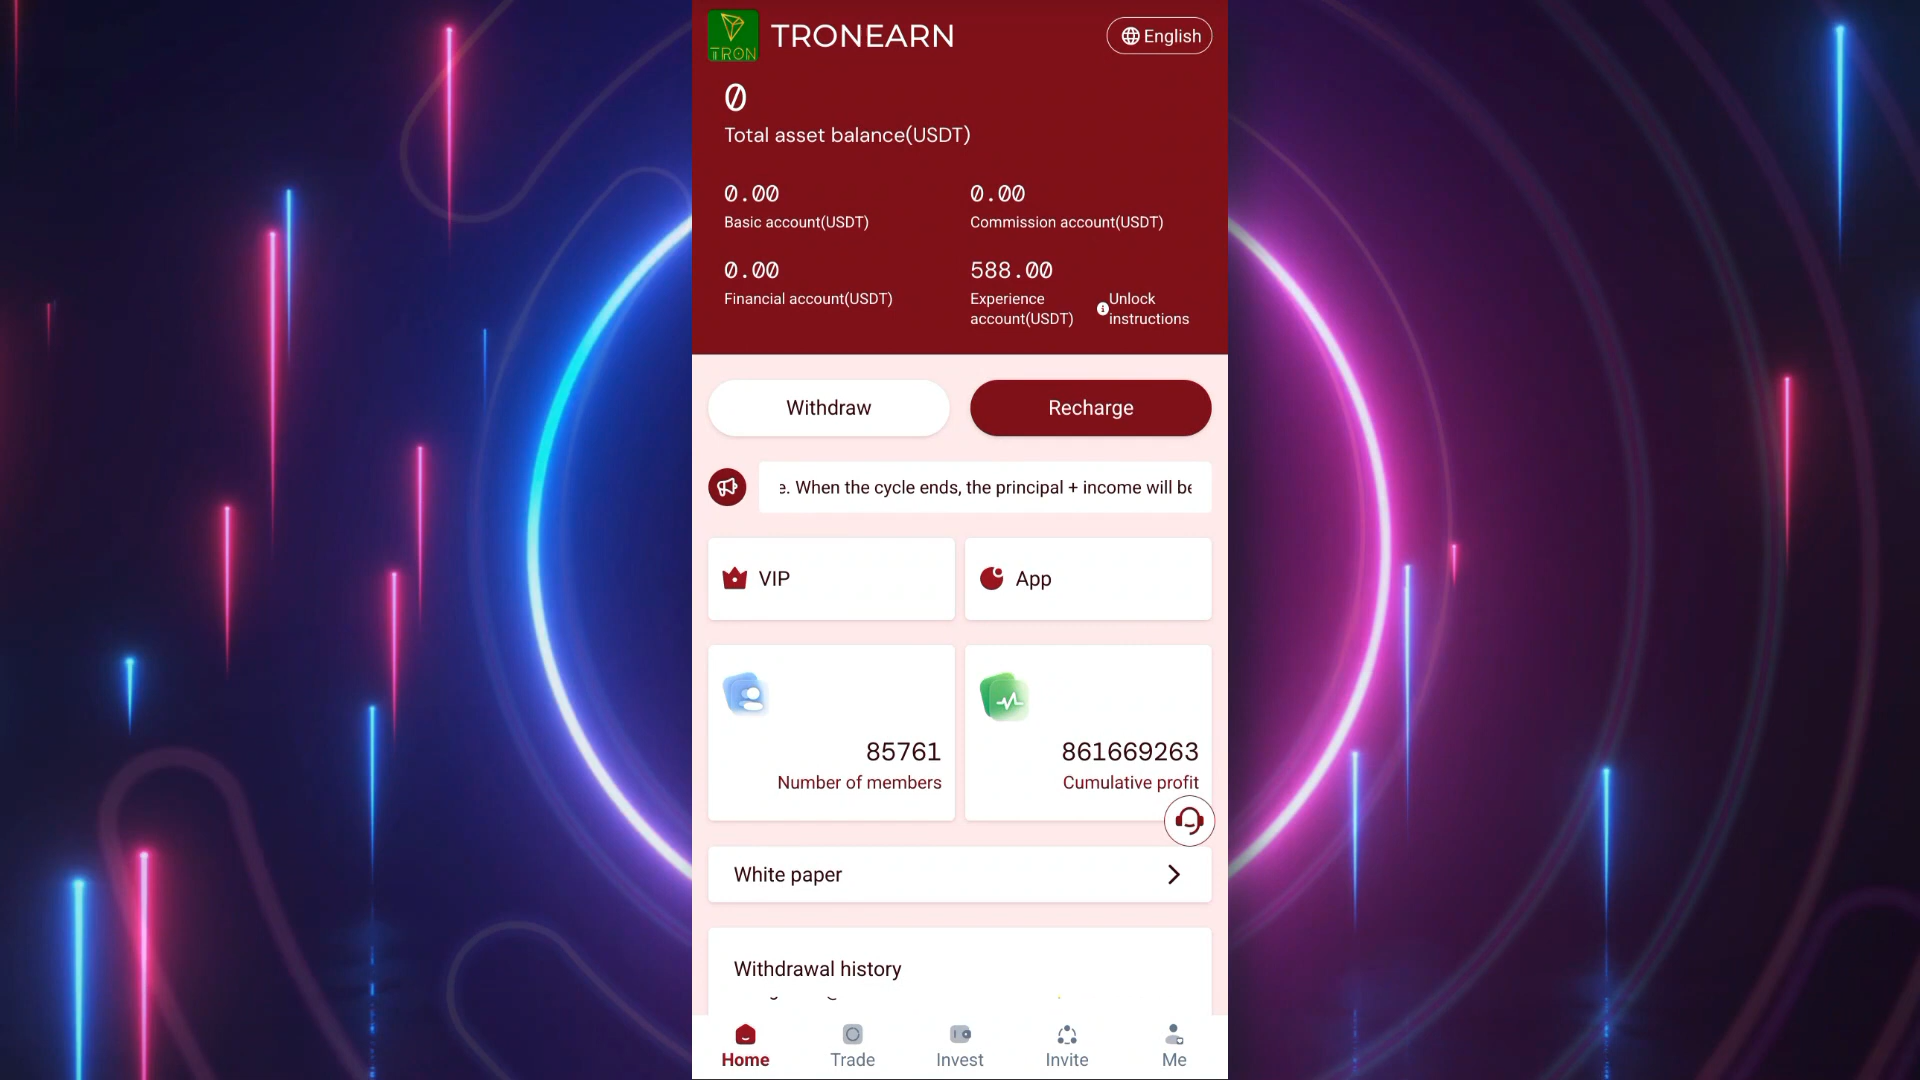 TRON
TRONEARN
English
0
Total asset balance(USDT)
0.00
Basic account(USDT)
0.00
Commission account(USDT)
0.00
Financial account(USDT)
588.00
Experience
account(USDT)
Unlock
instructions
Withdraw
Recharge
e. When the cycle ends, the principal + income will be
VIP
App
85761
Number of members
861669263
Cumulative profit
White paper
Withdrawal history
Home
Trade
Invest
Invite
Me